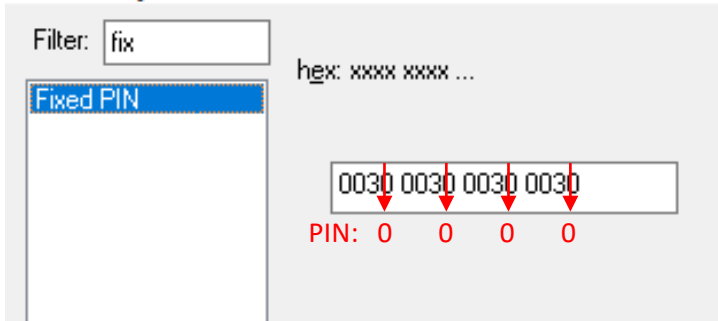 Filter: fix
hex: xxxx xxxx ...
Fixed PIN
0030 0030 0030 0030
PIN: 0 0 0 0